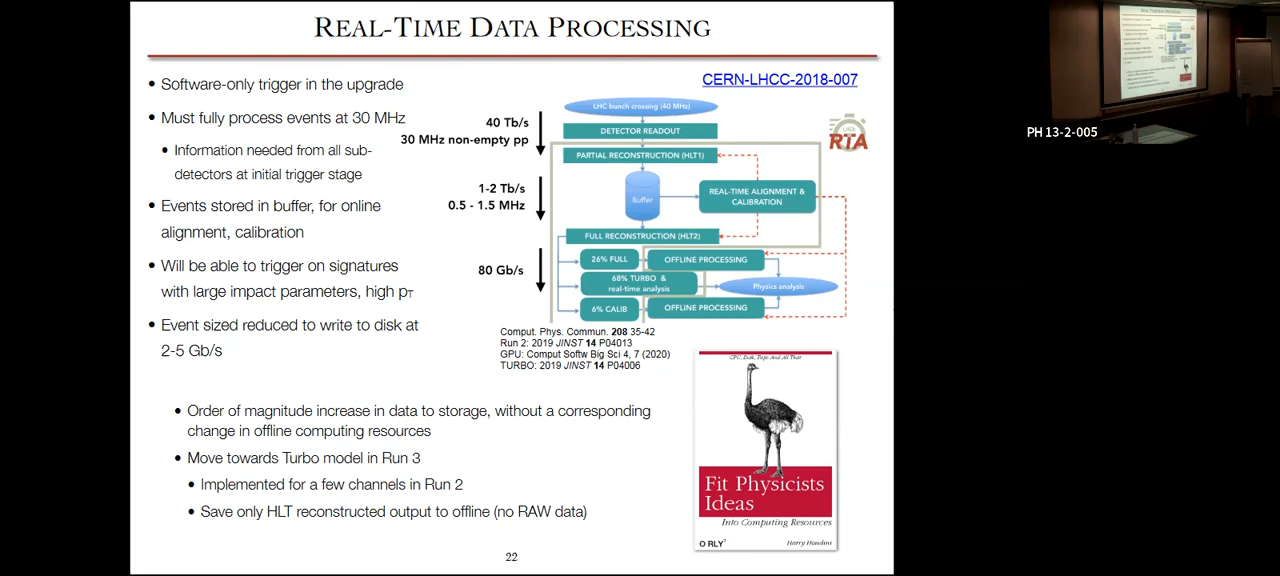 REAL-TIME DATA PROCESSING
• Software-only trigger in the upgrade
• Must fully process events at 30 MHz
• Information needed from all sub-
detectors at initial trigger stage
• Events stored in buffer, for online
alignment, calibration
• Will be able to trigger on signatures
with large impact parameters, high pT
• Event sized reduced to write to disk at
2-5 Gb/s
CERN-LHCC-2018-007
LHC bunch crossing (40 MHz)
40 Tb/s
30 MHz non-empty pp
DETECTOR READOUT
PARTIAL RECONSTRUCTION (HLT1)
1-2 Tb/s
0.5 - 1.5 MHz
Buffer
REAL-TIME ALIGNMENT &
CALIBRATION
FULL RECONSTRUCTION (HLT2)
80 Gb/s
26% FULL
OFFLINE PROCESSING
68% TURBO &
real-time analysis
Physics analysis
6% CALIB
OFFLINE PROCESSING
LHCb
RTA
Comput. Phys. Commun. 208 35-42
Run 2: 2019 JINST 14 P04013
GPU: Comput Softw Big Sci 4, 7 (2020)
TURBO: 2019 JINST 14 P04006
• Order of magnitude increase in data to storage, without a corresponding
change in offline computing resources
• Move towards Turbo model in Run 3
• Implemented for a few channels in Run 2
• Save only HLT reconstructed output to offline (no RAW data)
CPU, Disk, Tape And All That
Fit Physicists
Ideas
Into Computing Resources
O RLY?
Harry Houdini
22
PH 13-2-005